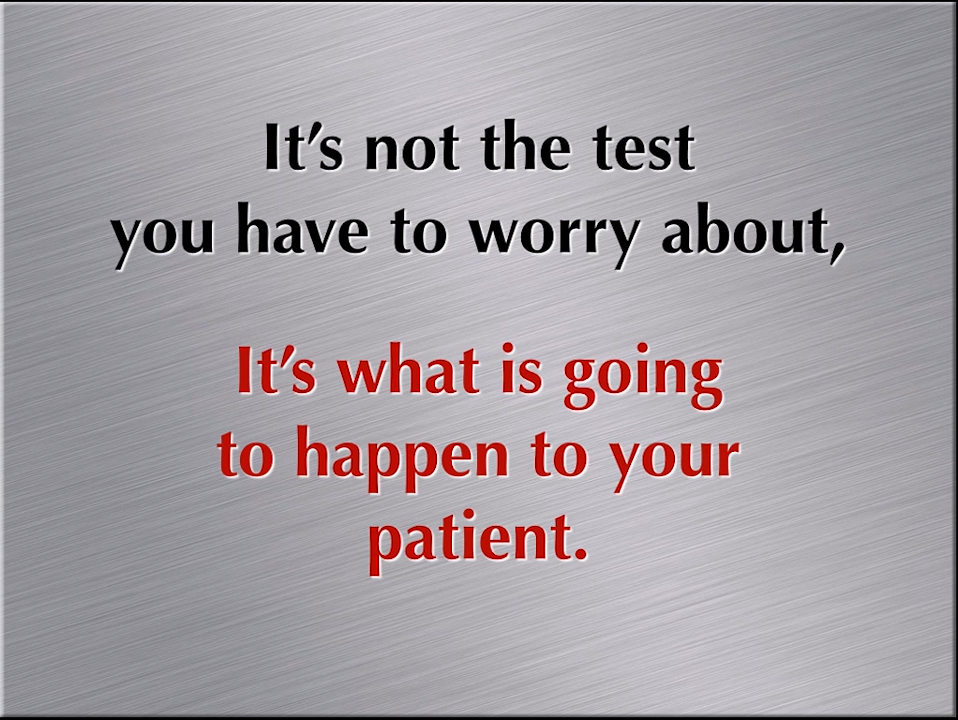 It’s not the test
you have to worry about,
It’s what is going
to happen to your
patient.